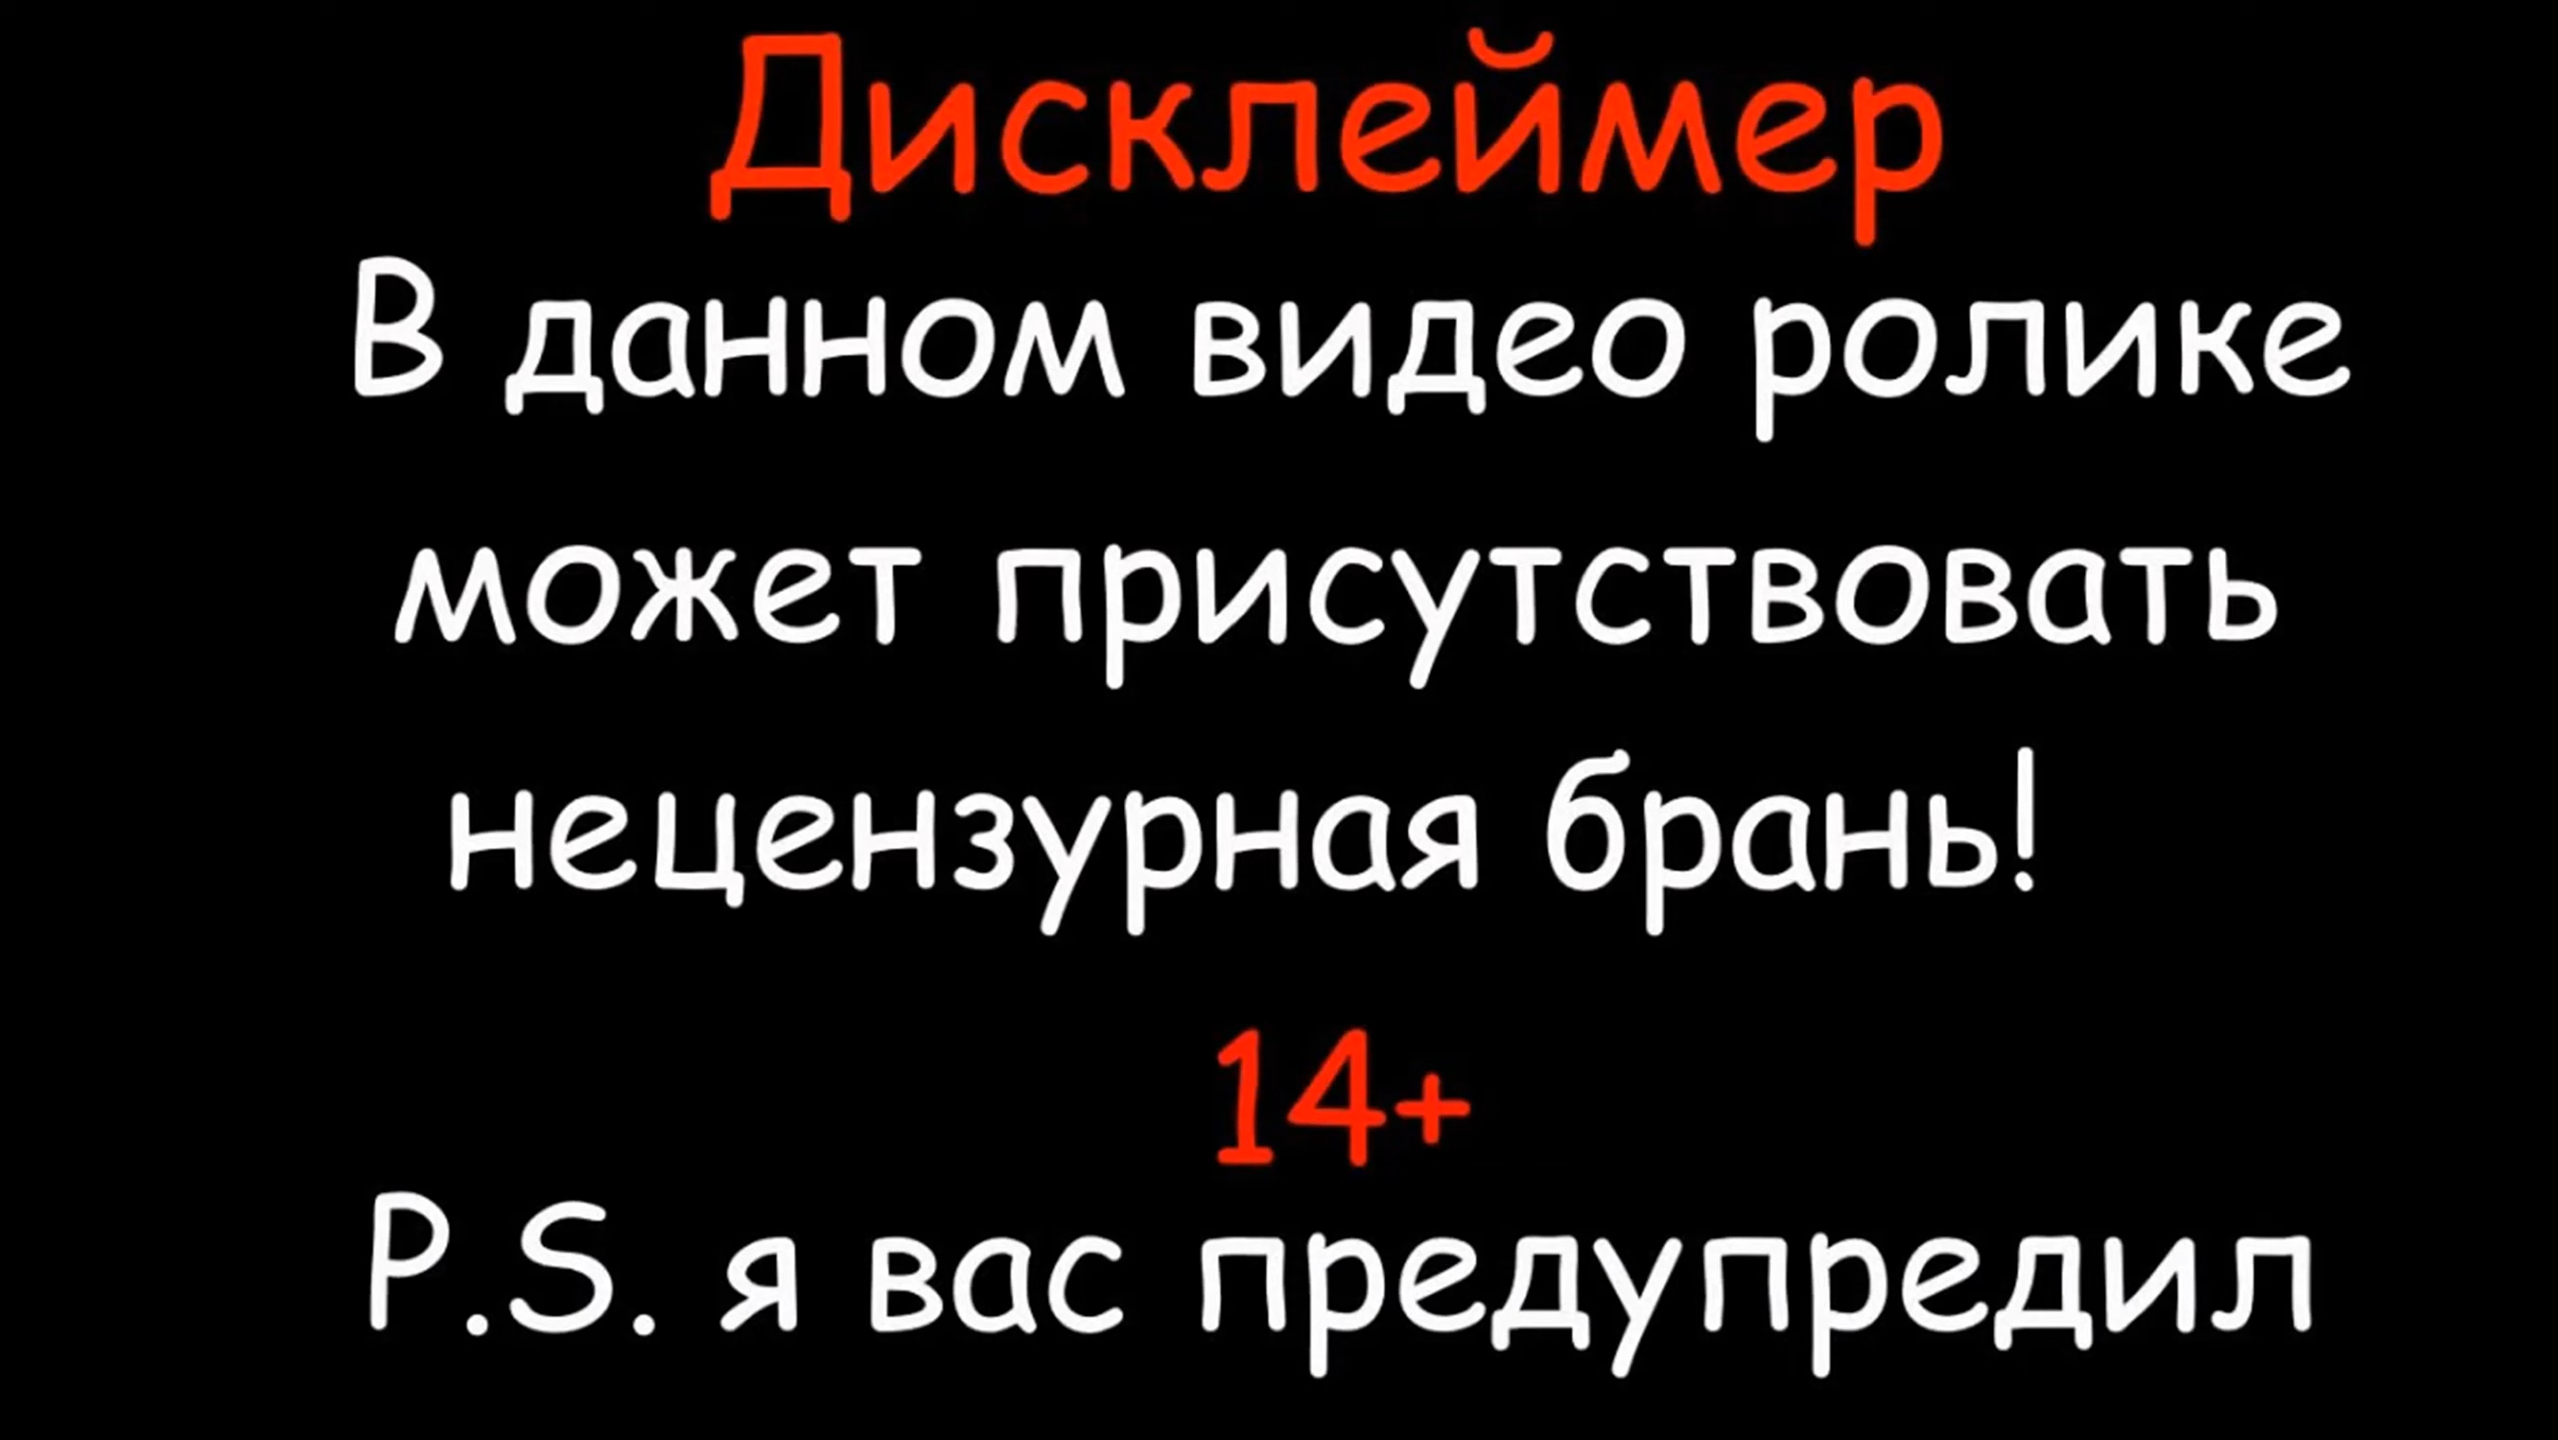 Дисклеймер
В данном видео ролике
может присутствовать
нецензурная брань!
14+
P.S. я вас предупредил